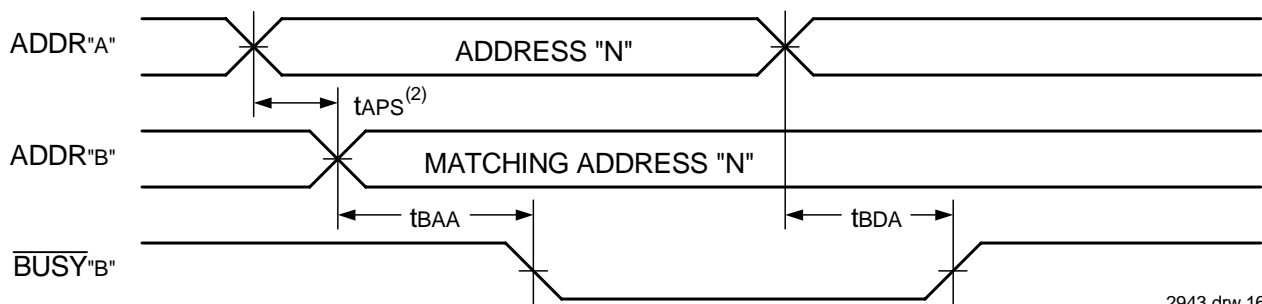 ADDR"A"
ADDRESS "N"
tAPS(2)
ADDR"B"
MATCHING ADDRESS "N"
tBAA
tBDA
BUSY"B"
2943 drw 16